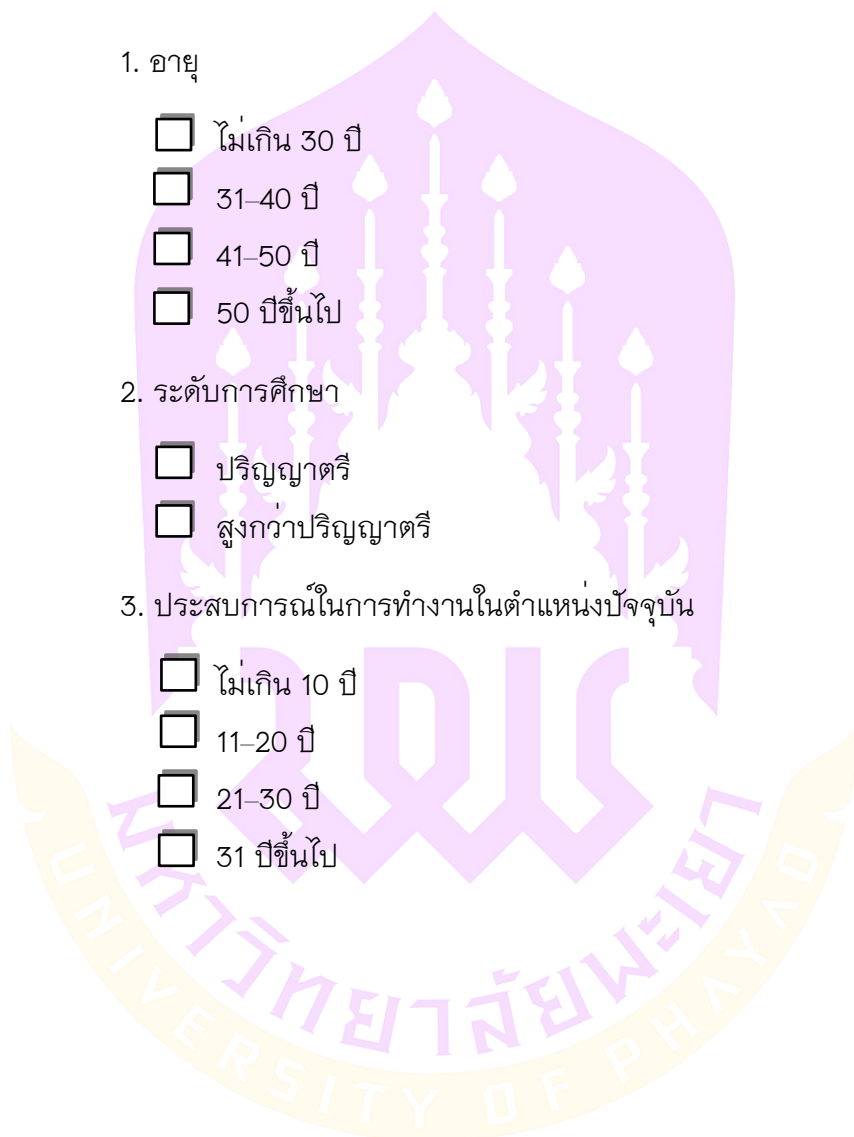 1. อายุ
ไม่เกิน 30 ปี
31–40 ปี
41–50 ปี
50 ปีขึ้นไป
2. ระดับการศึกษา
ปริญญาตรี
สูงกว่าปริญญาตรี
3. ประสบการณ์ในการทำงานในตำแหน่งปัจจุบัน
ไม่เกิน 10 ปี
11–20 ปี
21–30 ปี
31 ปีขึ้นไป
มหาวิทยาลัยพะเยา
UNIVERSITY OF PHAYAO